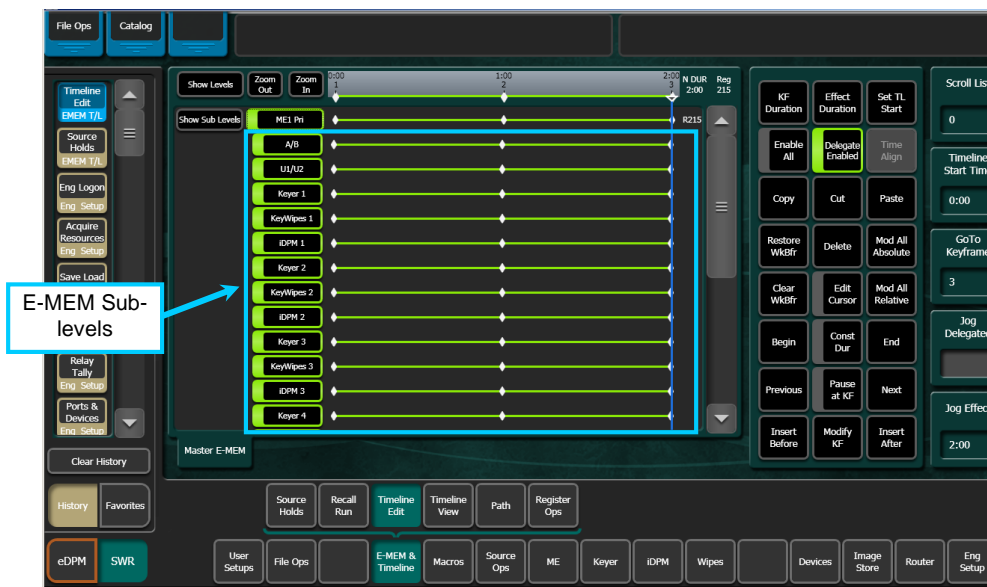 File Ops
Catalog
Timeline
Edit
EMEM T/L
Source
Holds
EMEM T/L
Eng Logon
Eng Setup
Acquire
Resources
Eng Setup
Save Load
E-MEM Sub-
levels
Relay
Tally
Eng Setup
Ports &
Devices
Eng Setup
Clear History
History
Favorites
eDPM
SWR
Show Levels
Zoom
Out
Zoom
In
0:00
1
1:00
2
2:00
3
N DUR
2:00
Reg
215
Show Sub Levels
ME1 Pri
R215
A/B
U1/U2
Keyer 1
KeyWipes 1
iDPM 1
Keyer 2
KeyWipes 2
iDPM 2
Keyer 3
KeyWipes 3
iDPM 3
Keyer 4
Master E-MEM
KF
Duration
Effect
Duration
Set TL
Start
Enable
All
Delegate
Enabled
Time
Align
Copy
Cut
Paste
Restore
WkBfr
Delete
Mod All
Absolute
Clear
WkBfr
Edit
Cursor
Mod All
Relative
Begin
Const
Dur
End
Previous
Pause
at KF
Next
Insert
Before
Modify
KF
Insert
After
Scroll List
0
Timeline
Start Time
0:00
GoTo
Keyframe
3
Jog
Delegated
Jog Effec
2:00
Source
Holds
Recall
Run
Timeline
Edit
Timeline
View
Path
Register
Ops
User
Setups
File Ops
E-MEM &
Timeline
Macros
Source
Ops
ME
Keyer
iDPM
Wipes
Devices
Image
Store
Router
Eng
Setup